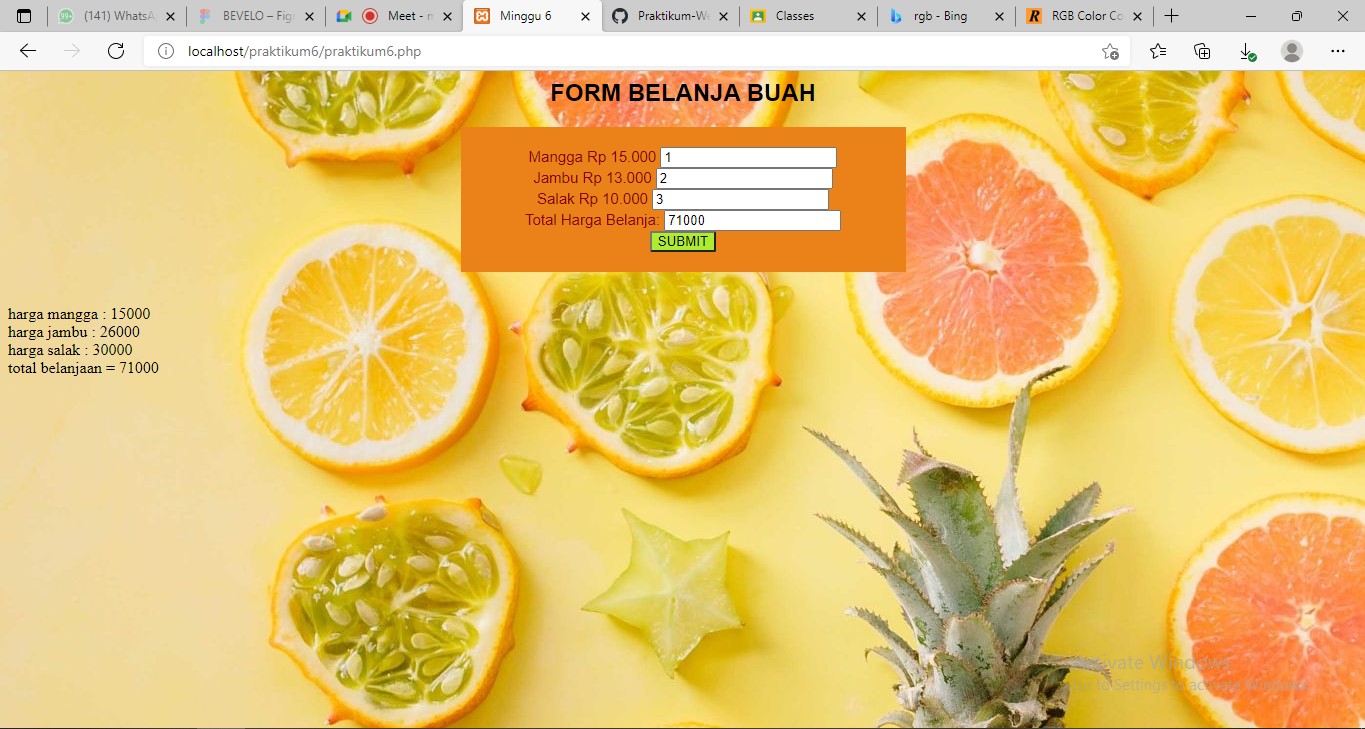 (141) WhatsA
BEVELO – Fig
Meet - n
Minggu 6
Praktikum-We
Classes
rgb - Bing
RGB Color Co
localhost/praktikum6/praktikum6.php
FORM BELANJA BUAH
Mangga Rp 15.000 1
Jambu Rp 13.000 2
Salak Rp 10.000 3
Total Harga Belanja: 71000
SUBMIT
harga mangga : 15000
harga jambu : 26000
harga salak : 30000
total belanjaan = 71000
Activate Windows
Go to Settings to activate Windows.